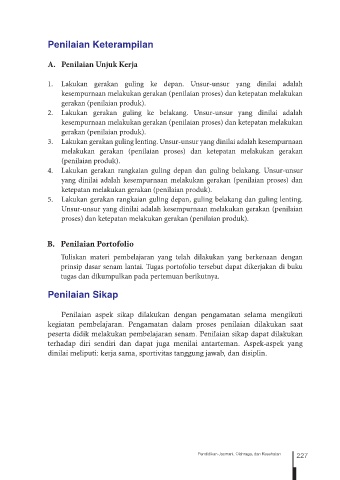 Penilaian Keterampilan
A. Penilaian Unjuk Kerja
1. Lakukan gerakan guling ke depan. Unsur-unsur yang dinilai adalah
kesempurnaan melakukan gerakan (penilaian proses) dan ketepatan melakukan
gerakan (penilaian produk).
2. Lakukan gerakan guling ke belakang. Unsur-unsur yang dinilai adalah
kesempurnaan melakukan gerakan (penilaian proses) dan ketepatan melakukan
gerakan (penilaian produk).
3. Lakukan gerakan guling lenting. Unsur-unsur yang dinilai adalah kesempurnaan
melakukan gerakan (penilaian proses) dan ketepatan melakukan gerakan
(penilaian produk).
4. Lakukan gerakan rangkaian guling depan dan guling belakang. Unsur-unsur
yang dinilai adalah kesempurnaan melakukan gerakan (penilaian proses) dan
ketepatan melakukan gerakan (penilaian produk).
5. Lakukan gerakan rangkaian guling depan, guling belakang dan guling lenting.
Unsur-unsur yang dinilai adalah kesempurnaan melakukan gerakan (penilaian
proses) dan ketepatan melakukan gerakan (penilaian produk).
B. Penilaian Portofolio
Tuliskan materi pembelajaran yang telah dilakukan yang berkenaan dengan
prinsip dasar senam lantai. Tugas portofolio tersebut dapat dikerjakan di buku
tugas dan dikumpulkan pada pertemuan berikutnya.
Penilaian Sikap
Penilaian aspek sikap dilakukan dengan pengamatan selama mengikuti
kegiatan pembelajaran. Pengamatan dalam proses penilaian dilakukan saat
peserta didik melakukan pembelajaran senam. Penilaian sikap dapat dilakukan
terhadap diri sendiri dan dapat juga menilai antarteman. Aspek-aspek yang
dinilai meliputi: kerja sama, sportivitas tanggung jawab, dan disiplin.
Pendidikan Jasmani, Olahraga, dan Kesehatan 227